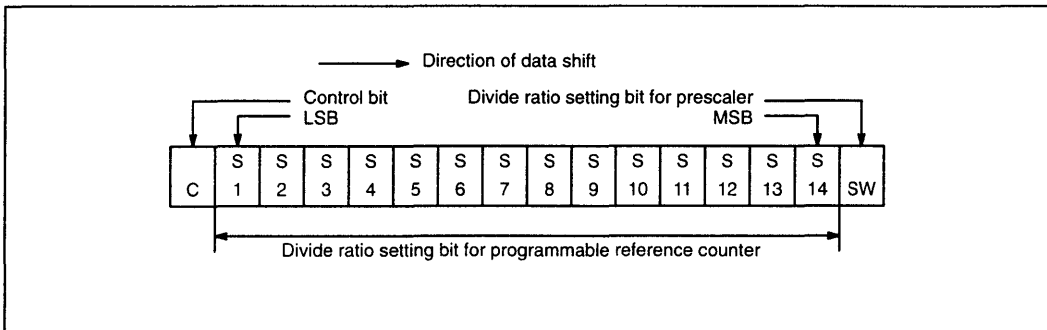 Direction of data shift
Control bit
Divide ratio setting bit for prescaler
LSB
MSB
C S 1 S 2 S 3 S 4 S 5 S 6 S 7 S 8 S 9 S 10 S 11 S 12 S 13 S 14 SW
Divide ratio setting bit for programmable reference counter